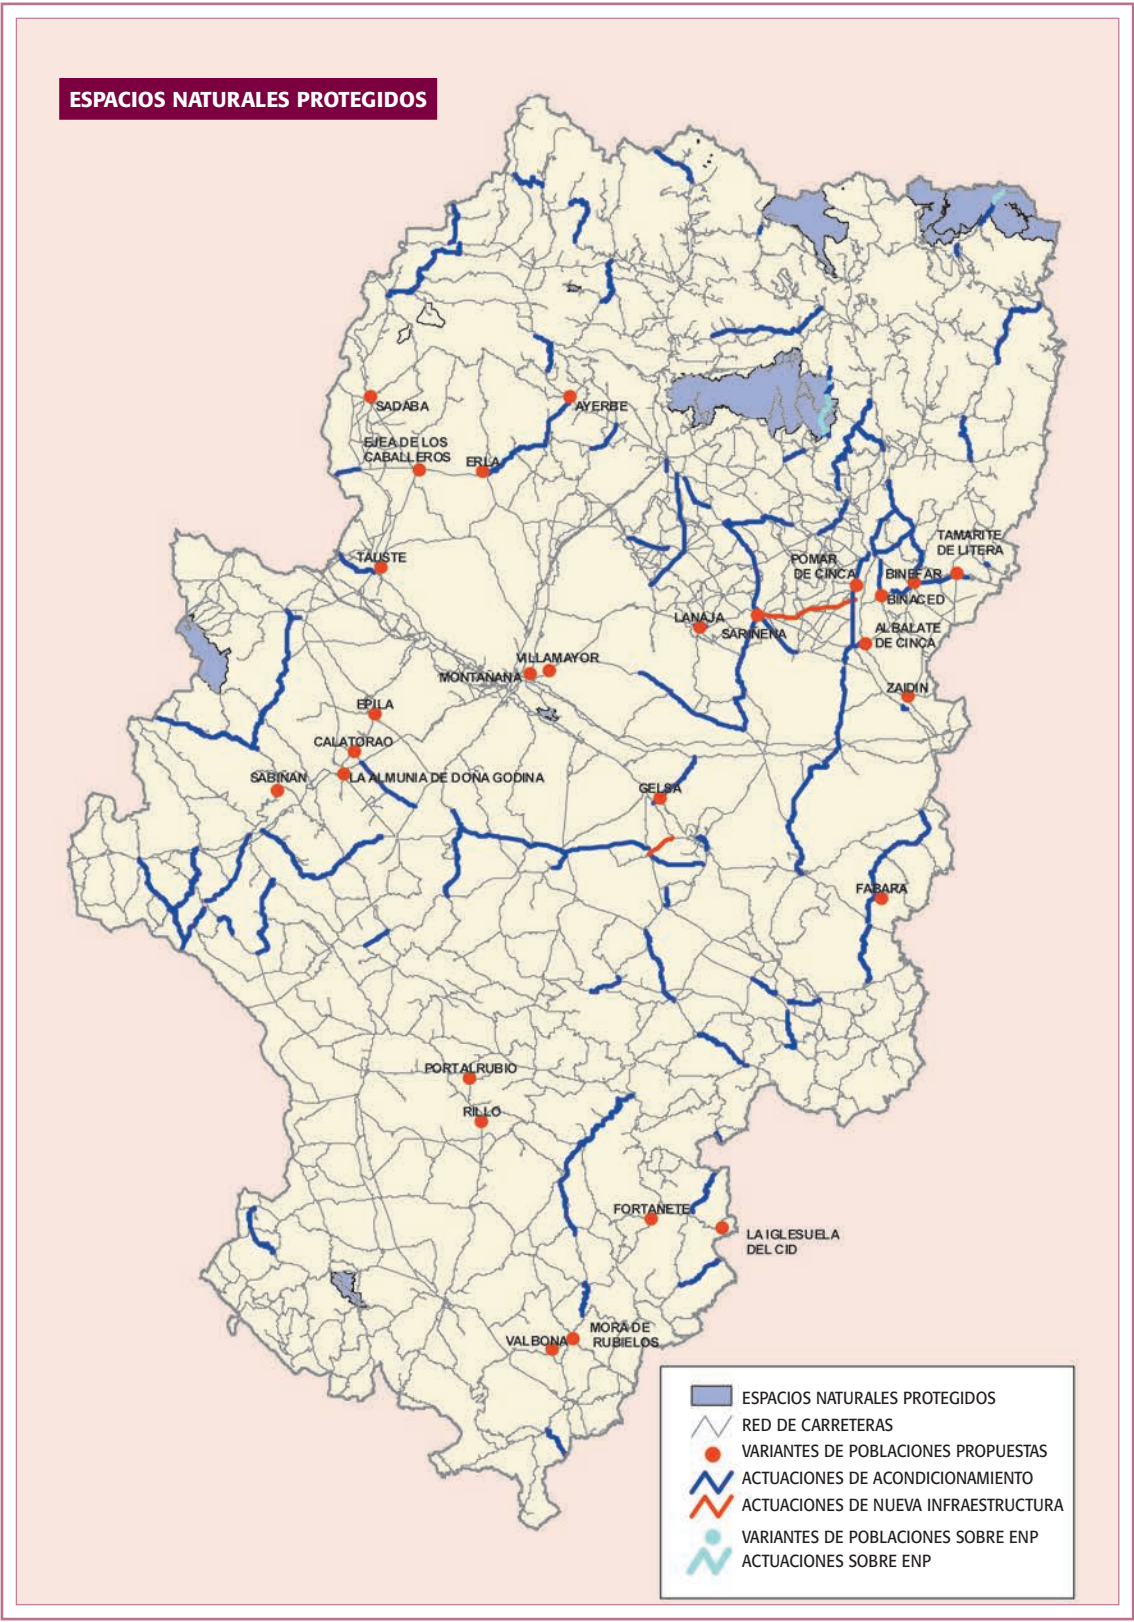 ESPACIOS NATURALES PROTEGIDOS
SADABA
AYERBE
EJEA DE LOS
CABALLEROS
ERLA
TAUSTE
TAMARITE
DE LITERA
POMAR
DE CINCA
BINEFAR
BINACED
LANAJA
SARIÑENA
ALBALATE
DE CINCA
VILLAMAYOR
MONTAÑANA
ZAIDIN
EPILA
CALATORAO
SABIÑAN
LA ALMUNIA DE DOÑA GODINA
GELSA
FABARA
PORTALRUBIO
RILLO
FORTANETE
LA IGLESUELA
DEL CID
MORA DE
RUBIELOS
VALBONA
ESPACIOS NATURALES PROTEGIDOS
RED DE CARRETERAS
VARIANTES DE POBLACIONES PROPUESTAS
ACTUACIONES DE ACONDICIONAMIENTO
ACTUACIONES DE NUEVA INFRAESTRUCTURA
VARIANTES DE POBLACIONES SOBRE ENP
ACTUACIONES SOBRE ENP